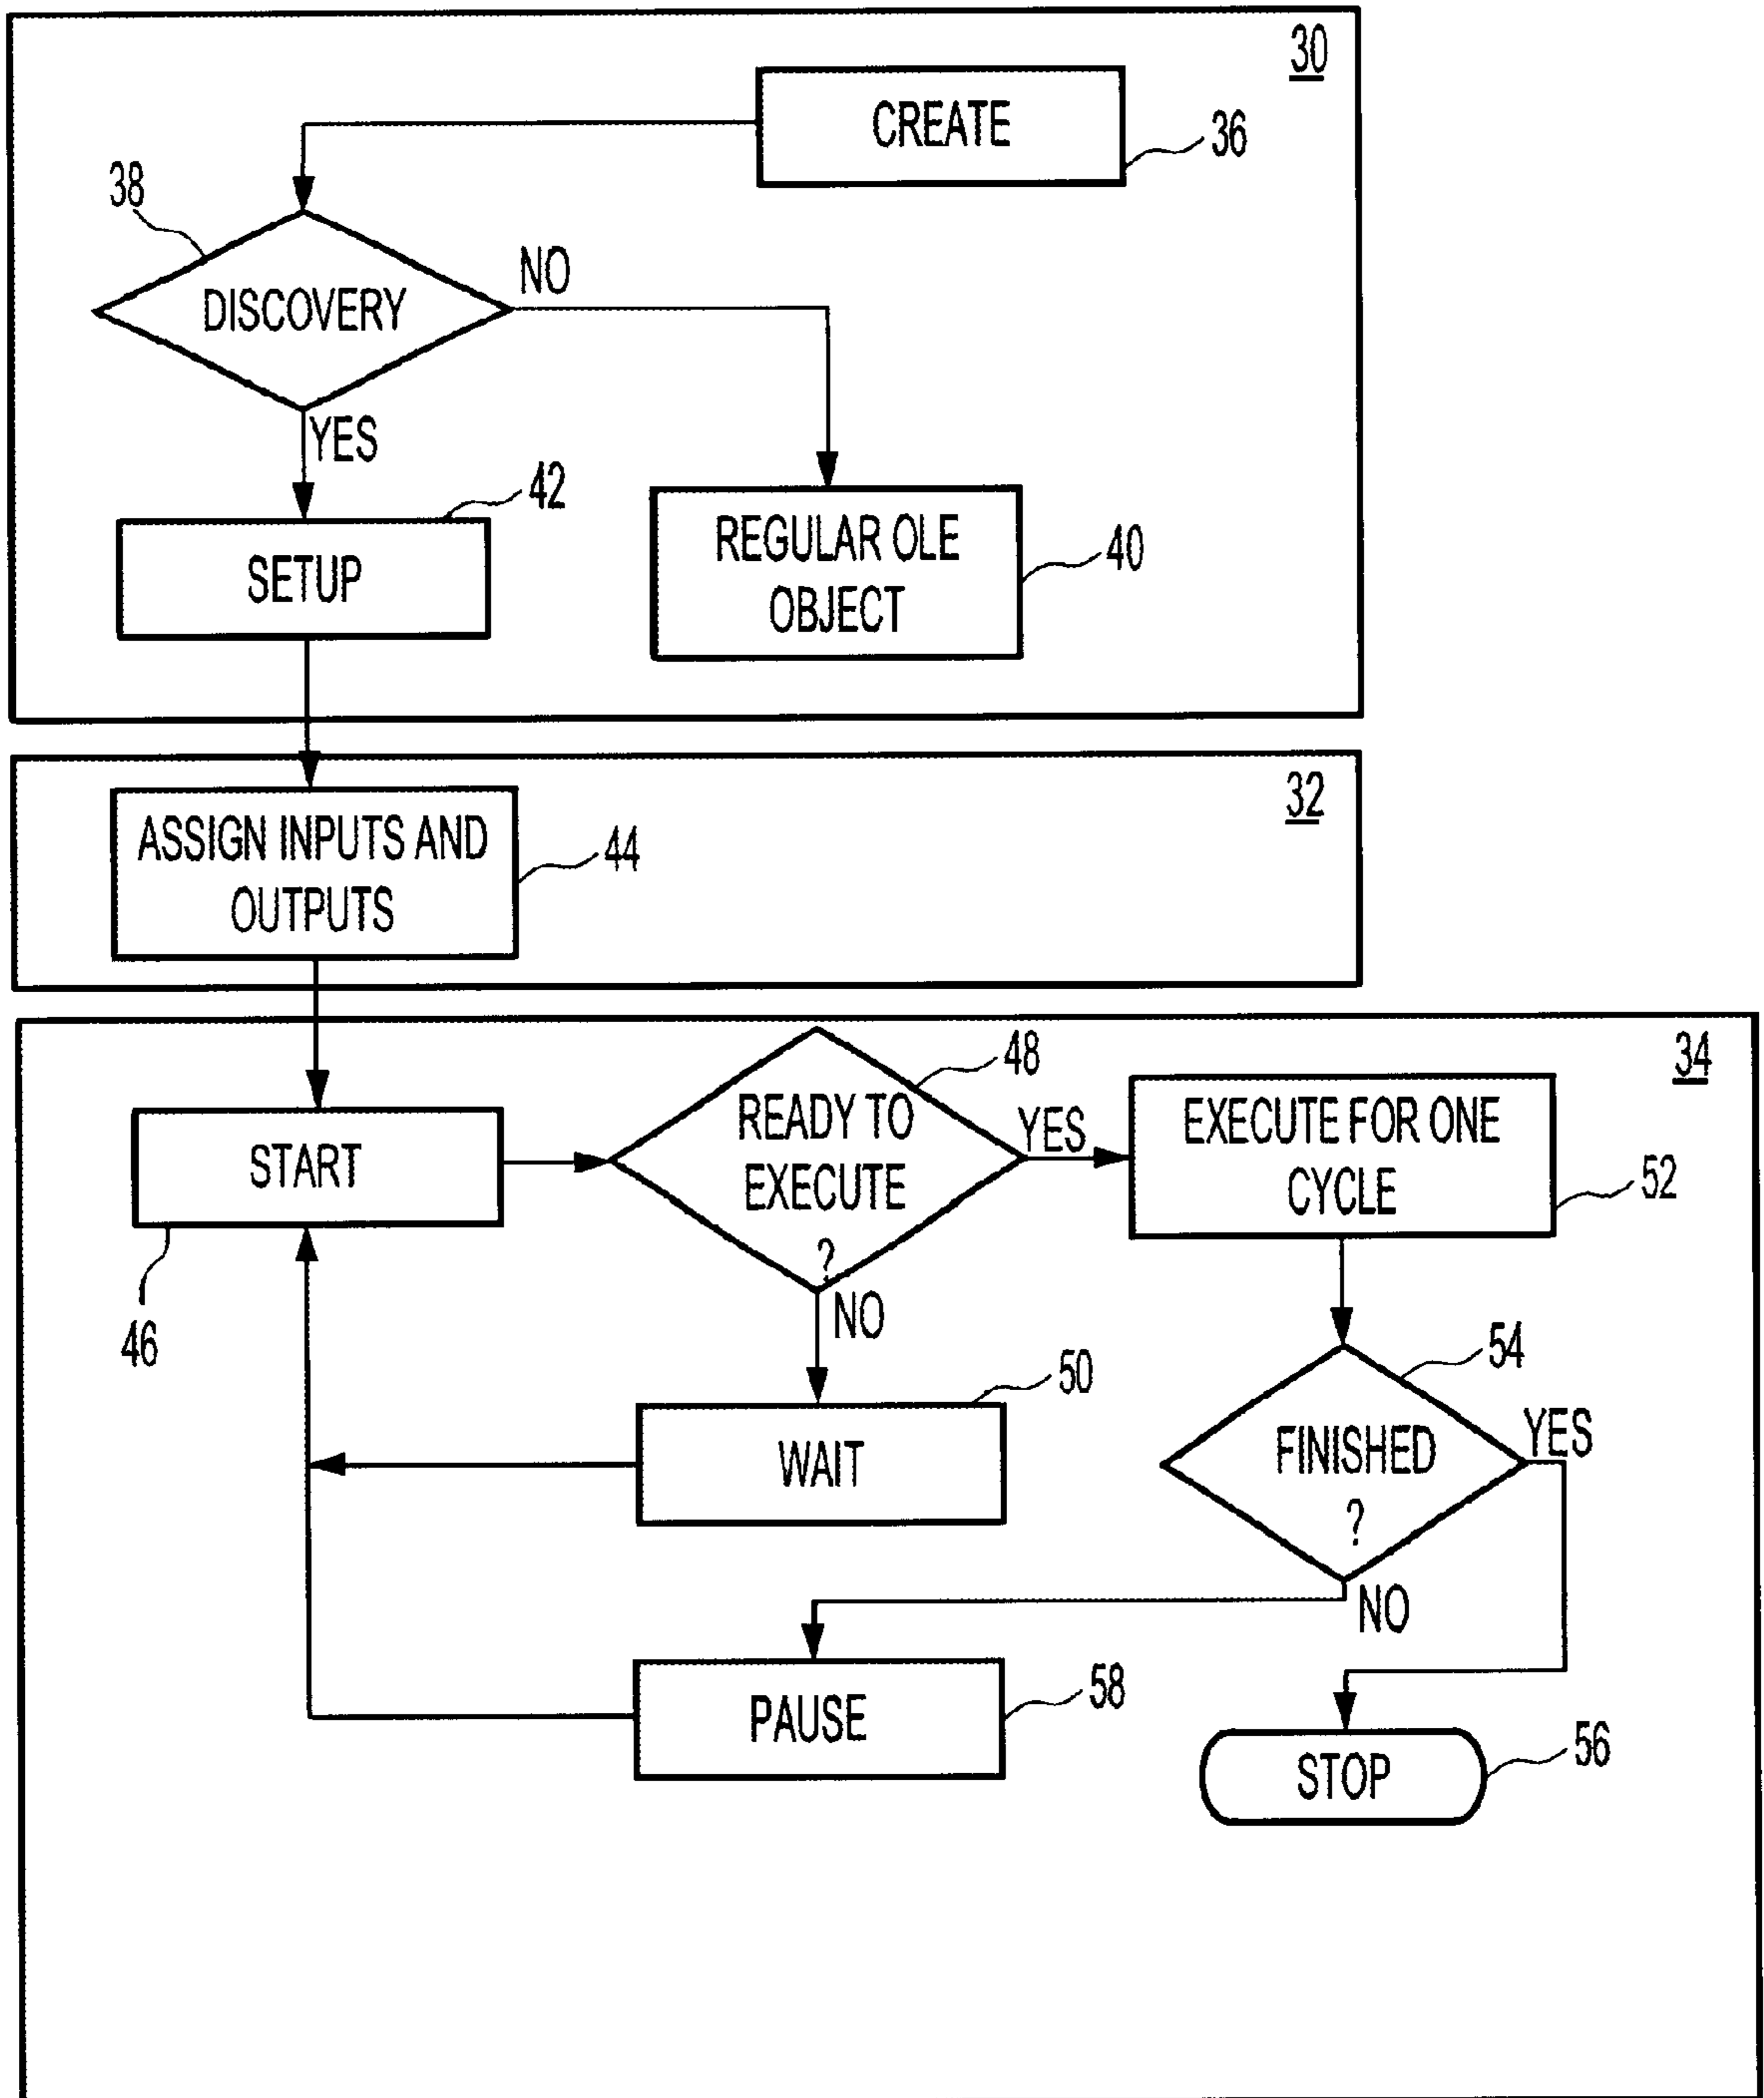 30
CREATE
36
38
DISCOVERY
NO
YES
42
SETUP
REGULAR OLE
OBJECT
40
32
ASSIGN INPUTS AND
OUTPUTS
44
34
48
START
46
READY TO
EXECUTE
?
YES
NO
EXECUTE FOR ONE
CYCLE
52
50
WAIT
54
FINISHED
?
YES
NO
PAUSE
58
STOP
56